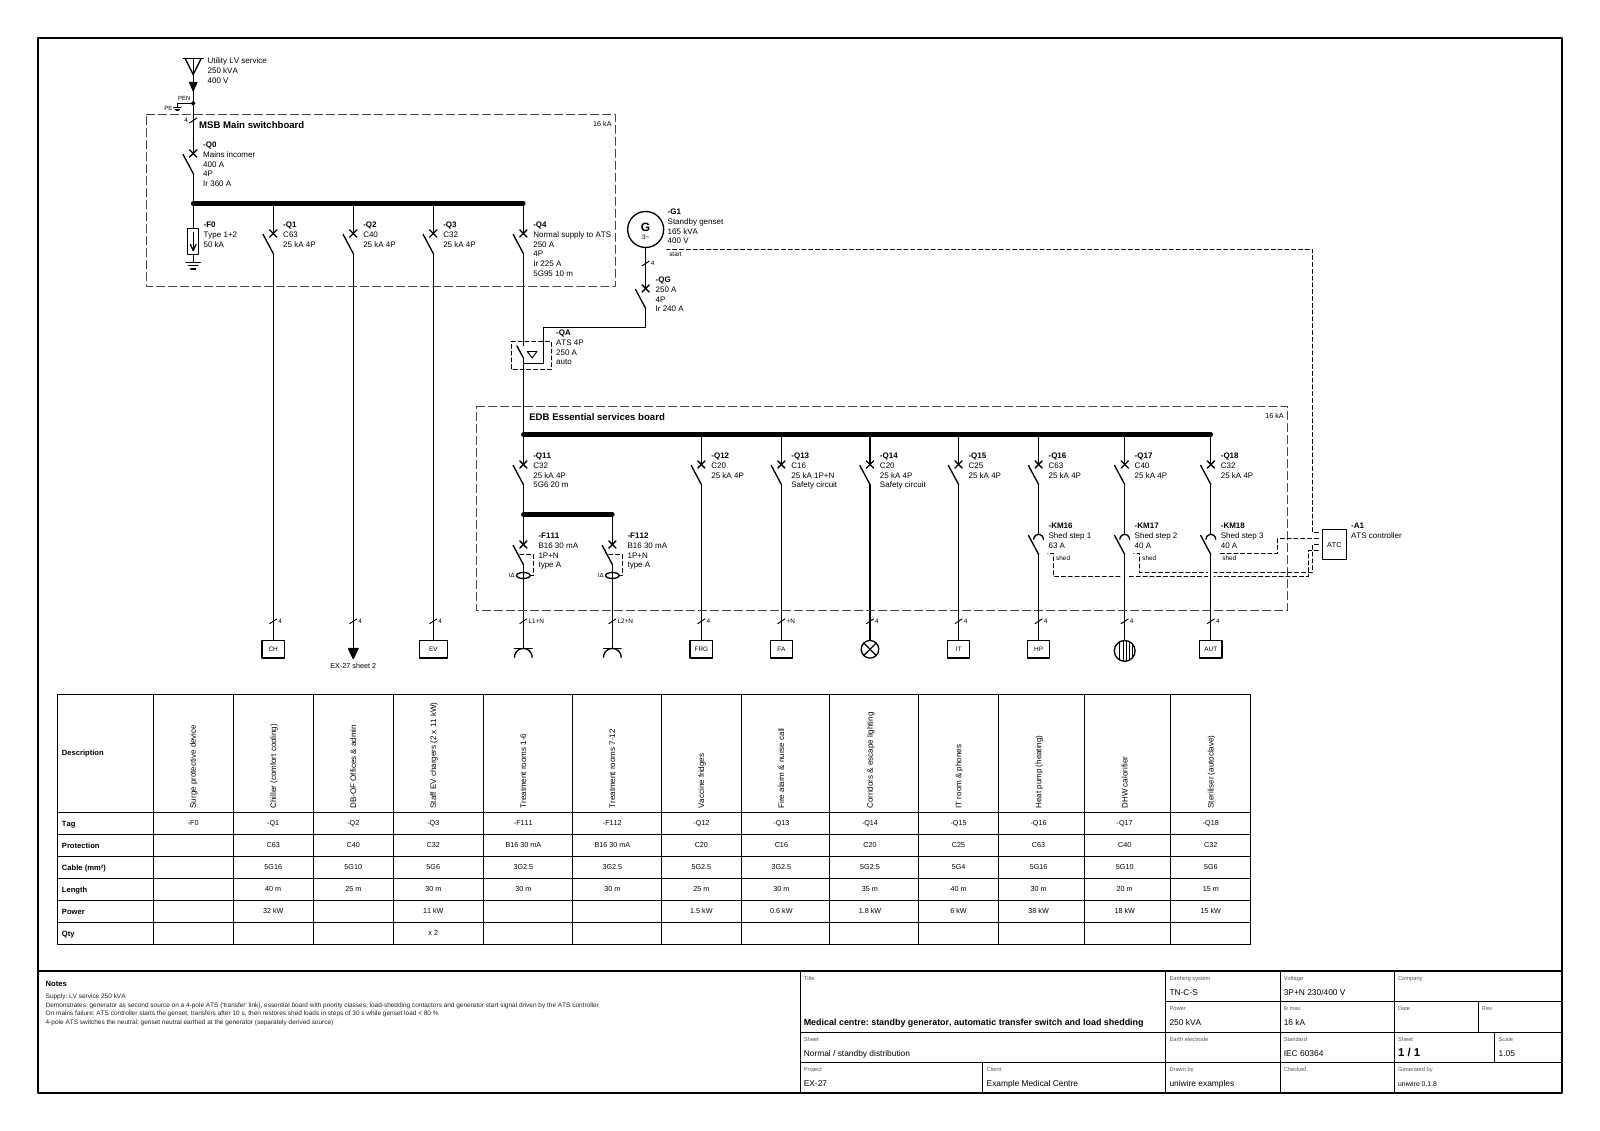 Utility LV service
250 kVA
400 V
PEN
PE
4
MSB Main switchboard
16 kA
-Q0
Mains incomer
400 A
4P
Ir 360 A
-F0
Type 1+2
50 kA
-Q1
C63
25 kA 4P
-Q2
C40
25 kA 4P
-Q3
C32
25 kA 4P
-Q4
Normal supply to ATS
250 A
4P
Ir 225 A
5G95 10 m
G
3~
-G1
Standby genset
165 kVA
400 V
start
4
-QG
250 A
4P
Ir 240 A
-QA
ATS 4P
250 A
auto
EDB Essential services board
16 kA
-Q11
C32
25 kA 4P
5G6 20 m
-Q12
C20
25 kA 4P
-Q13
C16
25 kA 1P+N
Safety circuit
-Q14
C20
25 kA 4P
Safety circuit
-Q15
C25
25 kA 4P
-Q16
C63
25 kA 4P
-Q17
C40
25 kA 4P
-Q18
C32
25 kA 4P
-F111
B16 30 mA
1P+N
type A
IΔ
-F112
B16 30 mA
1P+N
type A
IΔ
-KM16
Shed step 1
63 A
shed
-KM17
Shed step 2
40 A
shed
-KM18
Shed step 3
40 A
shed
ATC
-A1
ATS controller
4 4 4 L1+N L2+N 4 +N 4 4 4 4 4
CH EV FRG FA IT HP AUT
EX-27 sheet 2
Description Surge protective device Chiller (comfort cooling) DB-OF Offices & admin Staff EV chargers (2 x 11 kW) Treatment rooms 1-6 Treatment rooms 7-12 Vaccine fridges Fire alarm & nurse call Corridors & escape lighting IT room & phones Heat pump (heating) DHW calorifier Steriliser (autoclave)
Tag -F0 -Q1 -Q2 -Q3 -F111 -F112 -Q12 -Q13 -Q14 -Q15 -Q16 -Q17 -Q18
Protection C63 C40 C32 B16 30 mA B16 30 mA C20 C16 C20 C25 C63 C40 C32
Cable (mm²) 5G16 5G10 5G6 3G2.5 3G2.5 5G2.5 3G2.5 5G2.5 5G4 5G16 5G10 5G6
Length 40 m 25 m 30 m 30 m 30 m 25 m 30 m 35 m 40 m 30 m 20 m 15 m
Power 32 kW 11 kW 1.5 kW 0.6 kW 1.8 kW 6 kW 38 kW 18 kW 15 kW
Qty x 2
Notes
Supply: LV service 250 kVA
Demonstrates: generator as second source on a 4-pole ATS ('transfer' link), essential board with priority classes, load-shedding contactors and generator start signal driven by the ATS controller
On mains failure: ATS controller starts the genset, transfers after 10 s, then restores shed loads in steps of 30 s while genset load < 80 %
4-pole ATS switches the neutral: genset neutral earthed at the generator (separately derived source)
Title
Medical centre: standby generator, automatic transfer switch and load shedding
Sheet
Normal / standby distribution
Project
EX-27
Client
Example Medical Centre
Earthing system
TN-C-S
Voltage
3P+N 230/400 V
Company
Power
250 kVA
Ik max
16 kA
Date
Rev.
Earth electrode
Standard
IEC 60364
Sheet
1 / 1
Scale
1.05
Drawn by
uniwire examples
Checked
Generated by
uniwire 0.1.8